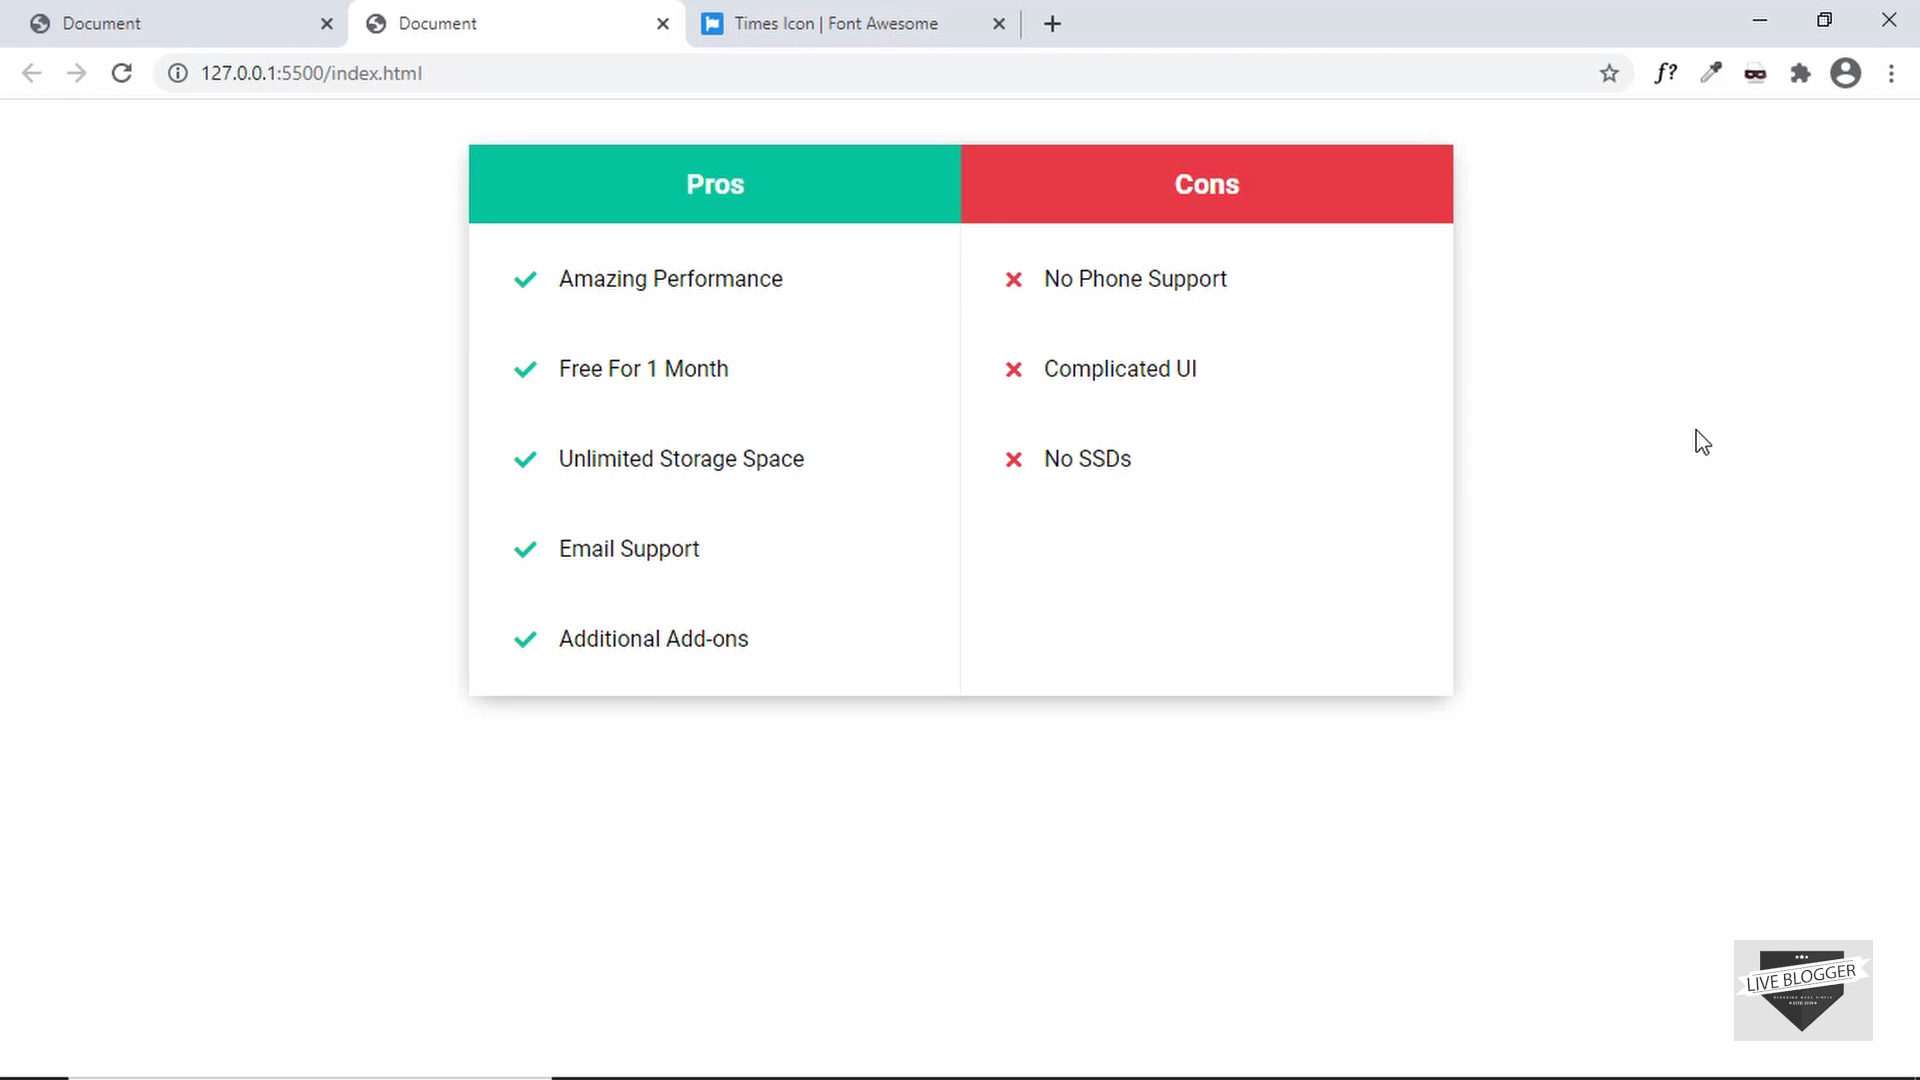 Document
Document
Times Icon | Font Awesome
127.0.0.1:5500/index.html
f?
Pros
Cons
Amazing Performance
No Phone Support
Free For 1 Month
Complicated UI
Unlimited Storage Space
No SSDs
Email Support
Additional Add-ons
LIVE BLOGGER